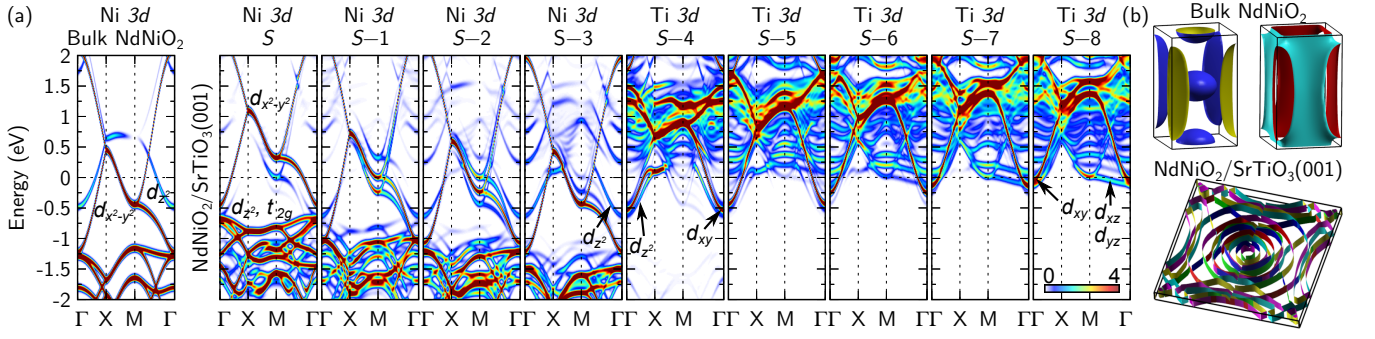 (a)
Ni 3d
Bulk NdNiO2
Ni 3d
S
Ni 3d
S−1
Ni 3d
S−2
Ni 3d
S−3
Ti 3d
S−4
Ti 3d
S−5
Ti 3d
S−6
Ti 3d
S−7
Ti 3d
S−8
(b)
Bulk NdNiO2
NdNiO2/SrTiO3(001)
Energy (eV)
2
1.5
1
0.5
0
-0.5
-1
-1.5
-2
dx²-y²
dz²
NdNiO2/SrTiO3(001)
dx²-y²
dz², t2g
dz²
dz²
dxy
dxy
dxz
dyz
0 4
Γ X M Γ
Γ X M Γ
Γ X M Γ
Γ X M Γ
Γ X M Γ
Γ X M Γ
Γ X M Γ
Γ X M Γ
Γ X M Γ
Γ X M Γ